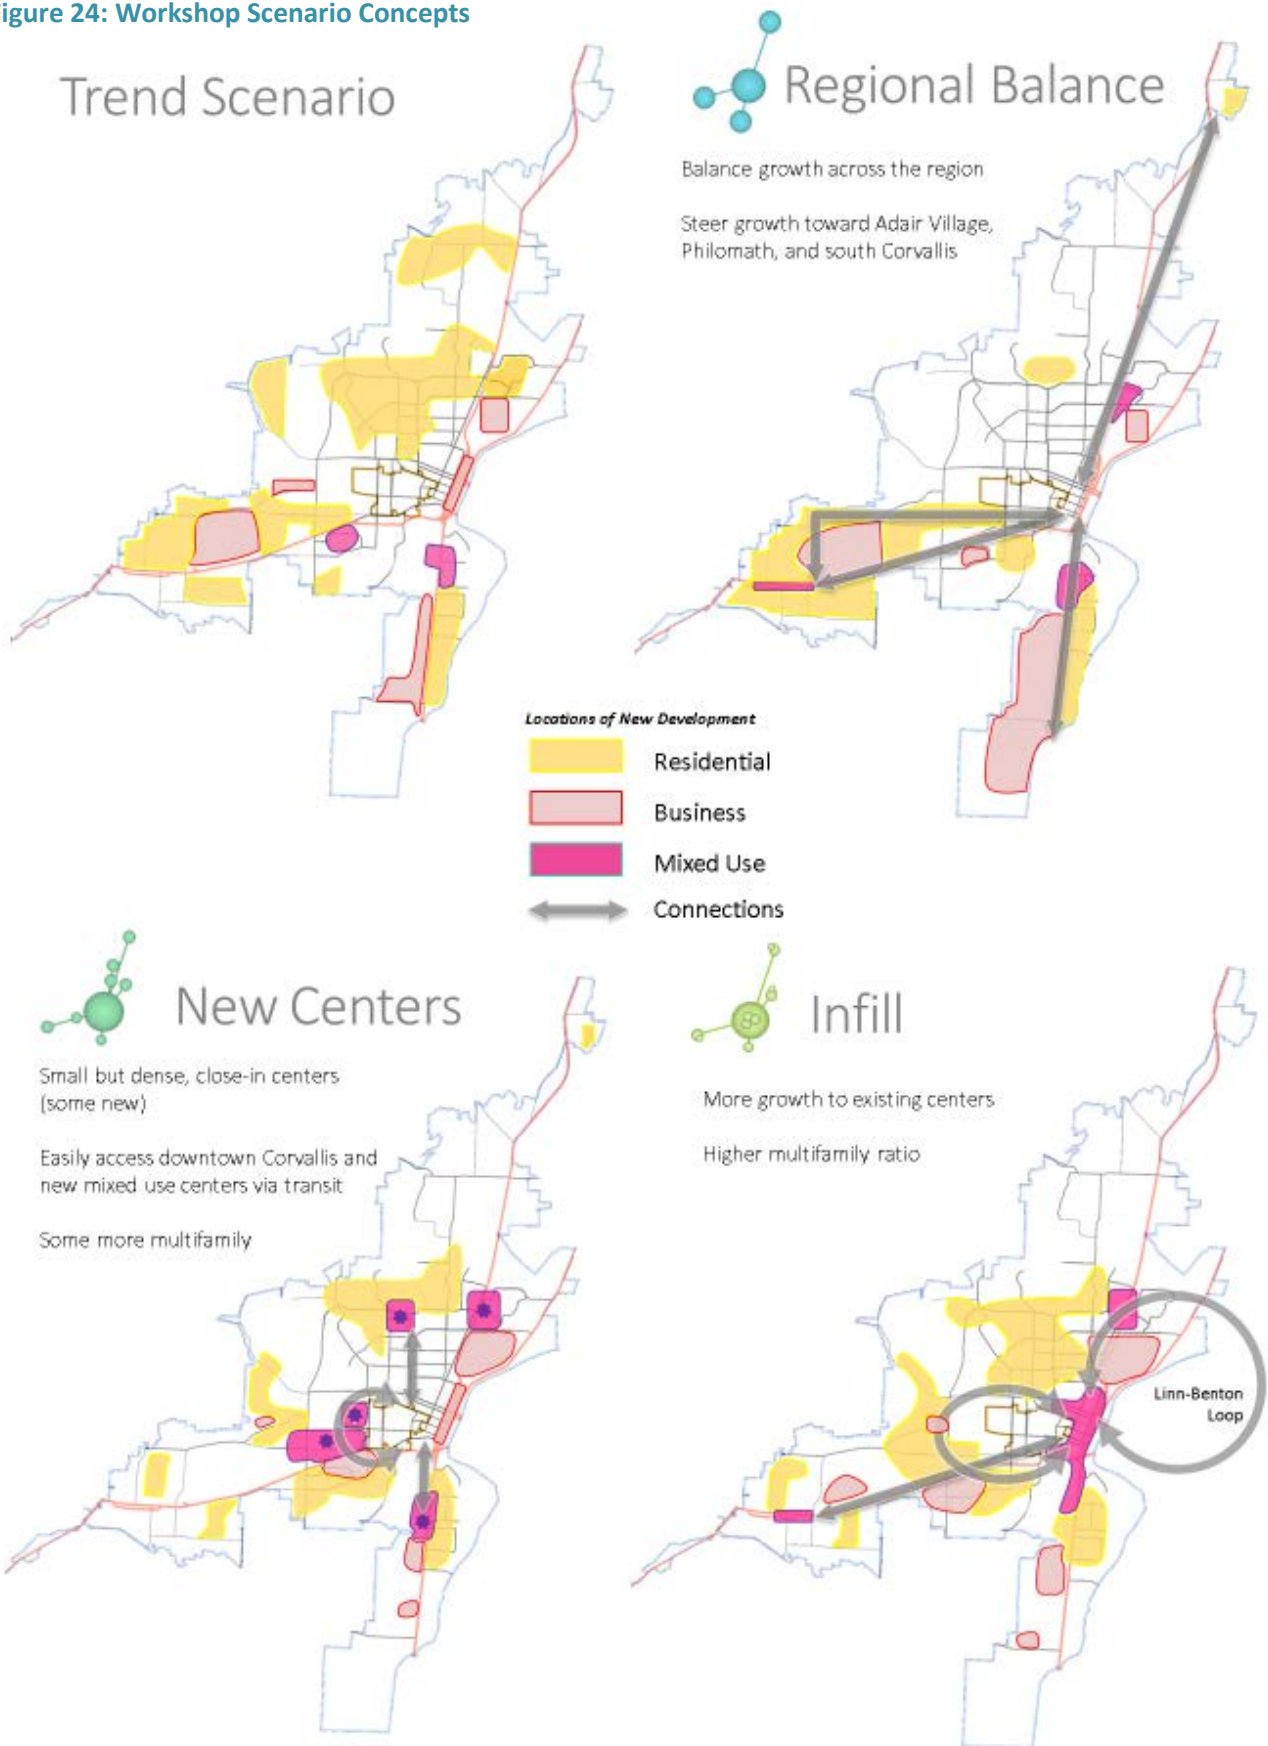 igure 24: Workshop Scenario Concepts
Trend Scenario
Regional Balance
Balance growth across the region
Steer growth toward Adair Village,
Philomath, and south Corvallis
Locations of New Development
Residential
Business
Mixed Use
Connections
New Centers
Small but dense, close-in centers
(some new)
Easily access downtown Corvallis and
new mixed use centers via transit
Some more multifamily
Infill
More growth to existing centers
Higher multifamily ratio
Linn-Benton
Loop